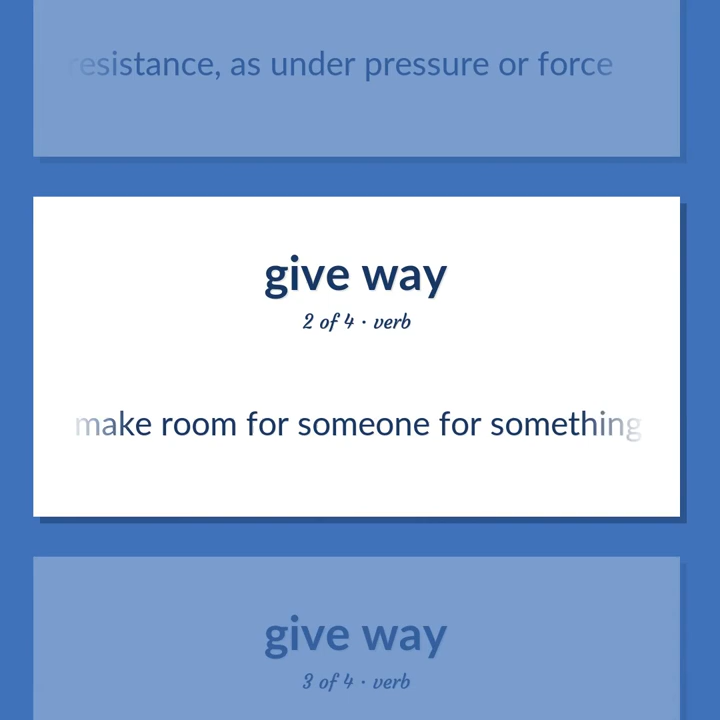 resistance, as under pressure or force
give way
2 of 4 · verb
make room for someone for something
give way
3 of 4 · verb